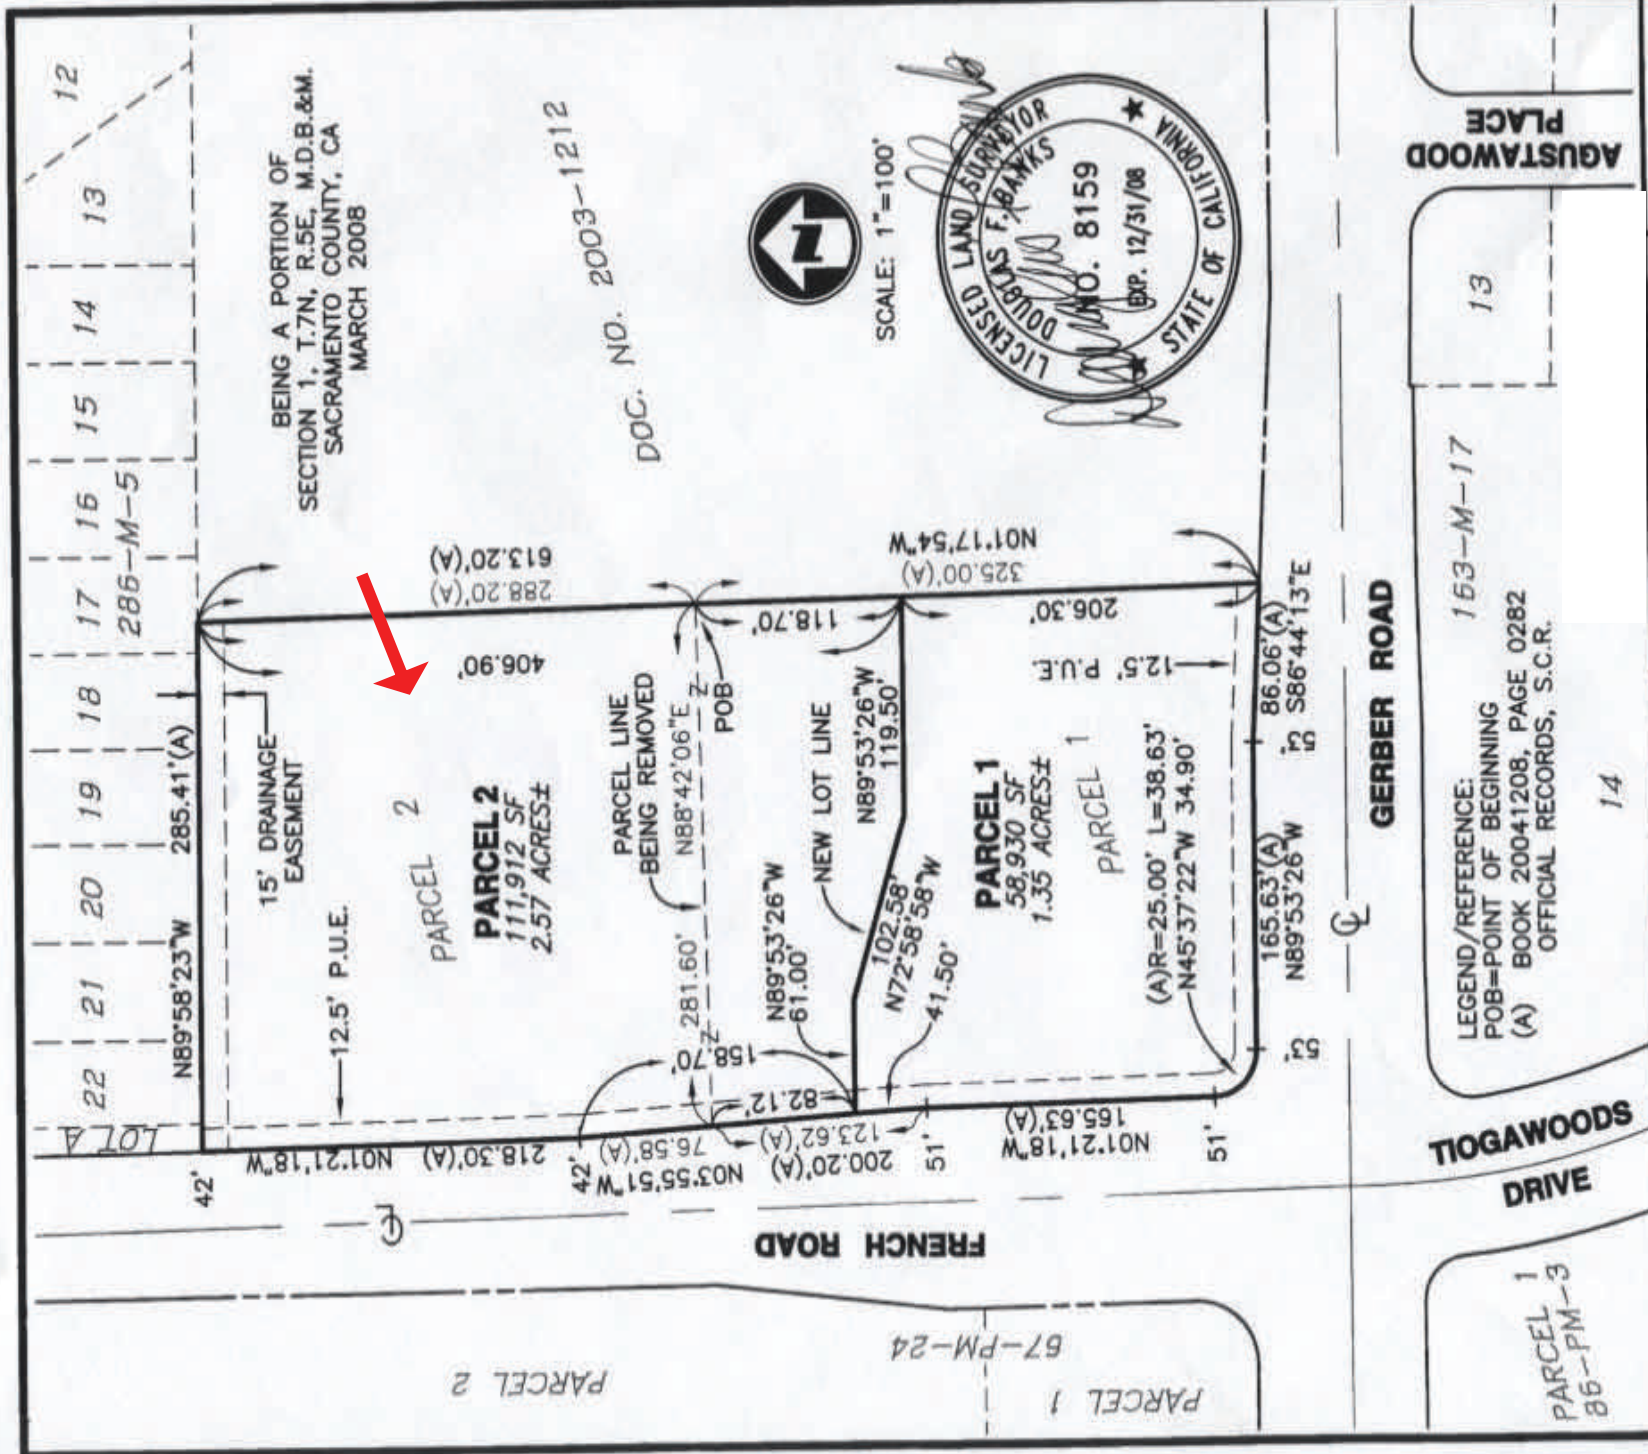 12
13
14
15
16
17
286-M-5
18
19
20
21
22
LOT A
BEING A PORTION OF
SECTION 1, T.7N, R.5E, M.D.B.&M.
SACRAMENTO COUNTY, CA
MARCH 2008
DOC. NO. 2003-1212
N
SCALE: 1"=100'
LICENSED LAND SURVEYOR
DOUGLAS F. BANKS
NO. 8159
EXP. 12/31/08
STATE OF CALIFORNIA
N89°58'23"W 285.41'(A)
15' DRAINAGE
EASEMENT
12.5' P.U.E.
PARCEL 2
PARCEL 2
111,912 SF
2.57 ACRES±
406.90'
613.20'(A)
288.20'(A)
PARCEL LINE
BEING REMOVED
N88°42'06"E
281.60'
POB
118.70'
N01°17'54"W
325.00'(A)
206.30'
NEW LOT LINE
N89°53'26"W
61.00'
N89°53'26"W
119.50'
102.58'
N72°58'58"W
41.50'
158.70'
82.12'
PARCEL 1
58,930 SF
1.35 ACRES±
PARCEL 1
12.5' P.U.E.
(A)R=25.00' L=38.63'
N45°37'22"W 34.90'
42'
N01°21'18"W 218.30'(A)
42'
76.58'(A)
123.62'(A)
N03°55'51"W
200.20'(A)
51'
N01°21'18"W
165.63'(A)
51'
53'
165.63'(A)
N89°53'26"W
53'
86.06'(A)
S86°44'13"E
FRENCH ROAD
GERBER ROAD
TIOGAWOODS
DRIVE
AGUSTAWOOD
PLACE
PARCEL 2
67-PM-24
PARCEL 1
PARCEL 1
86-PM-3
LEGEND/REFERENCE:
POB=POINT OF BEGINNING
(A) BOOK 20041208, PAGE 0282
OFFICIAL RECORDS, S.C.R.
163-M-17
13
14